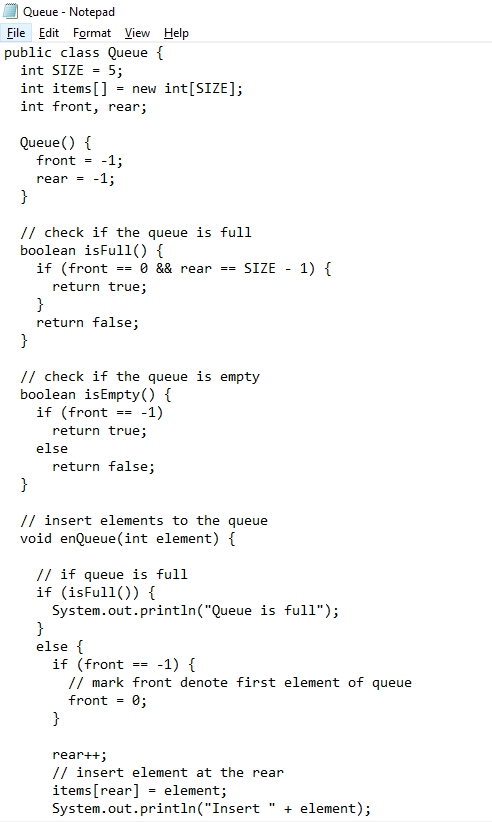 Queue - Notepad
File Edit Format View Help
public class Queue {
  int SIZE = 5;
  int items[] = new int[SIZE];
  int front, rear;

  Queue() {
    front = -1;
    rear = -1;
  }

  // check if the queue is full
  boolean isFull() {
    if (front == 0 && rear == SIZE - 1) {
      return true;
    }
    return false;
  }

  // check if the queue is empty
  boolean isEmpty() {
    if (front == -1)
      return true;
    else
      return false;
  }

  // insert elements to the queue
  void enQueue(int element) {

    // if queue is full
    if (isFull()) {
      System.out.println("Queue is full");
    }
    else {
      if (front == -1) {
        // mark front denote first element of queue
        front = 0;
      }

      rear++;
      // insert element at the rear
      items[rear] = element;
      System.out.println("Insert " + element);